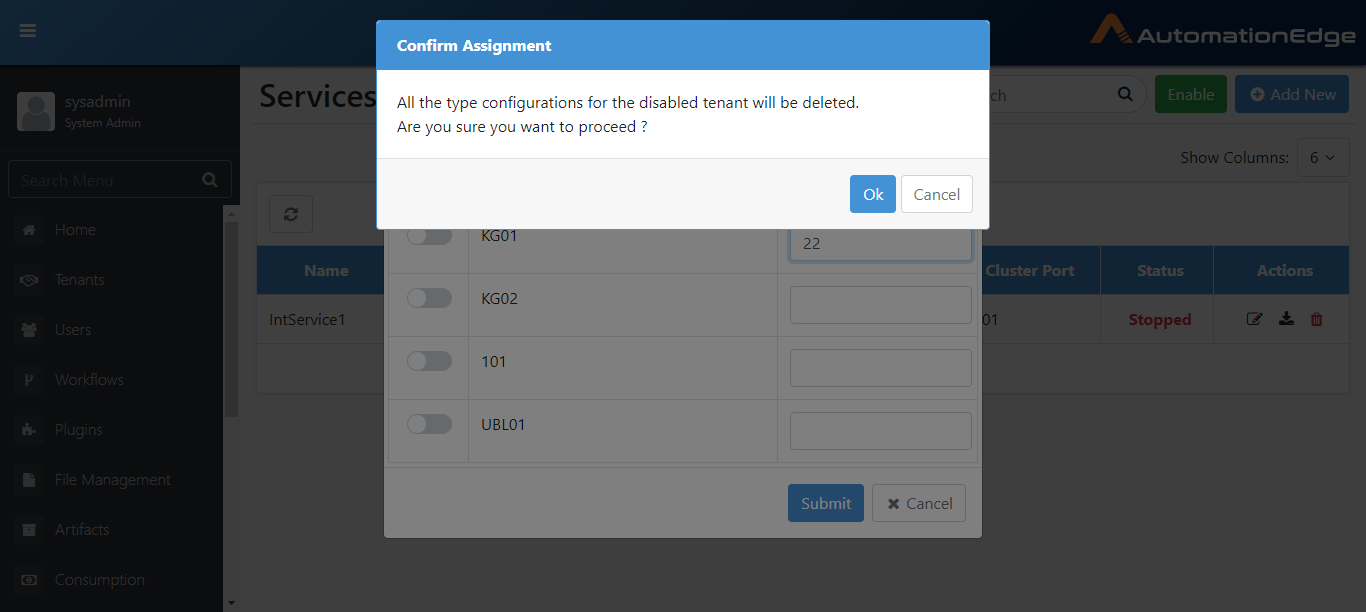 Confirm Assignment
AutomationEdge
All the type configurations for the disabled tenant will be deleted.
Are you sure you want to proceed ?
Ok
Cancel
sysadmin
System Admin
Search Menu
Home
Tenants
Users
Workflows
Plugins
File Management
Artifacts
Consumption
Services
ch
Enable
Add New
Show Columns:
6
Name
Cluster Port
Status
Actions
IntService1
01
Stopped
KG01
22
KG02
101
UBL01
Submit
Cancel